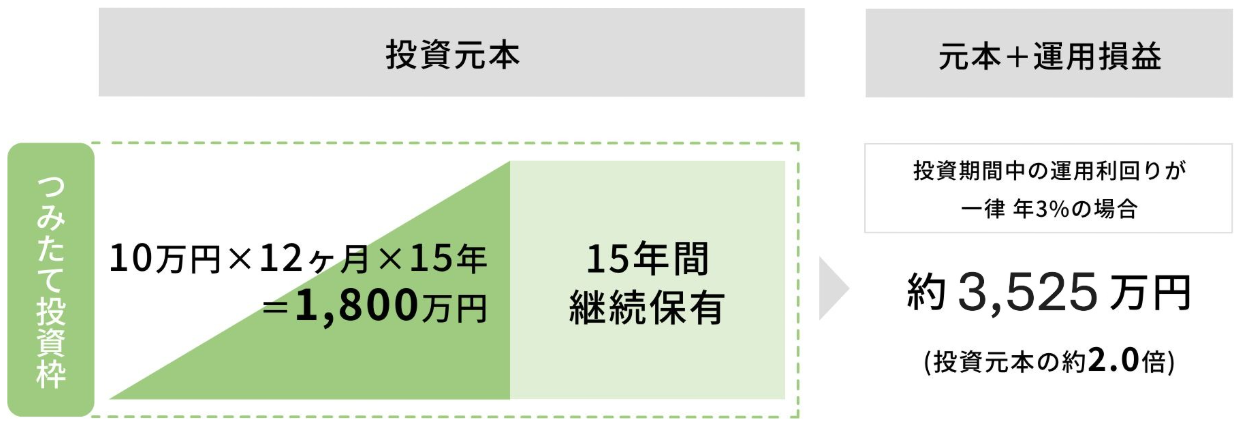 投資元本
元本＋運用損益
つみたて投資枠
10万円×12ヶ月×15年
＝1,800万円
15年間
継続保有
投資期間中の運用利回りが
一律 年3%の場合
約 3,525 万円
(投資元本の約2.0倍)